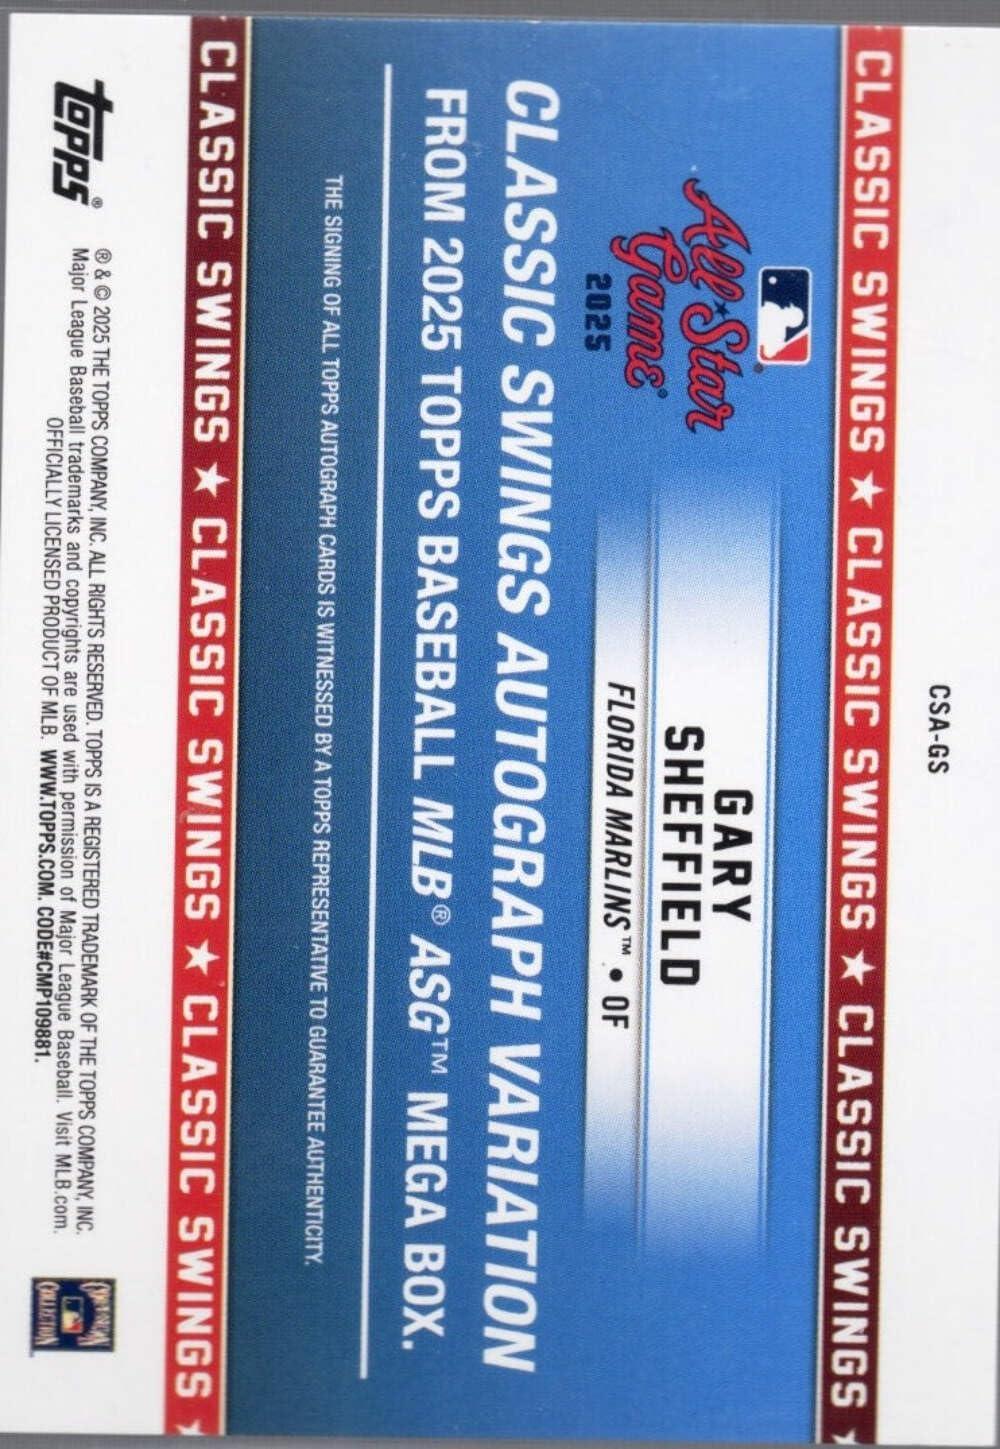 CSA-GS
CLASSIC SWINGS ★ CLASSIC SWINGS ★ CLASSIC SWINGS
All★Star
Game®
2025
GARY
SHEFFIELD
FLORIDA MARLINS™ • OF
CLASSIC SWINGS AUTOGRAPH VARIATION
FROM 2025 TOPPS BASEBALL MLB® ASG™ MEGA BOX.
THE SIGNING OF ALL TOPPS AUTOGRAPH CARDS IS WITNESSED BY A TOPPS REPRESENTATIVE TO GUARANTEE AUTHENTICITY.
CLASSIC SWINGS ★ CLASSIC SWINGS ★ CLASSIC SWINGS
topps®
® & © 2025 THE TOPPS COMPANY, INC. ALL RIGHTS RESERVED. TOPPS IS A REGISTERED TRADEMARK OF THE TOPPS COMPANY, INC.
Major League Baseball trademarks and copyrights are used with permission of Major League Baseball. Visit MLB.com.
OFFICIALLY LICENSED PRODUCT OF MLB. WWW.TOPPS.COM. CODE#CMP109881.
COOPERSTOWN
COLLECTION